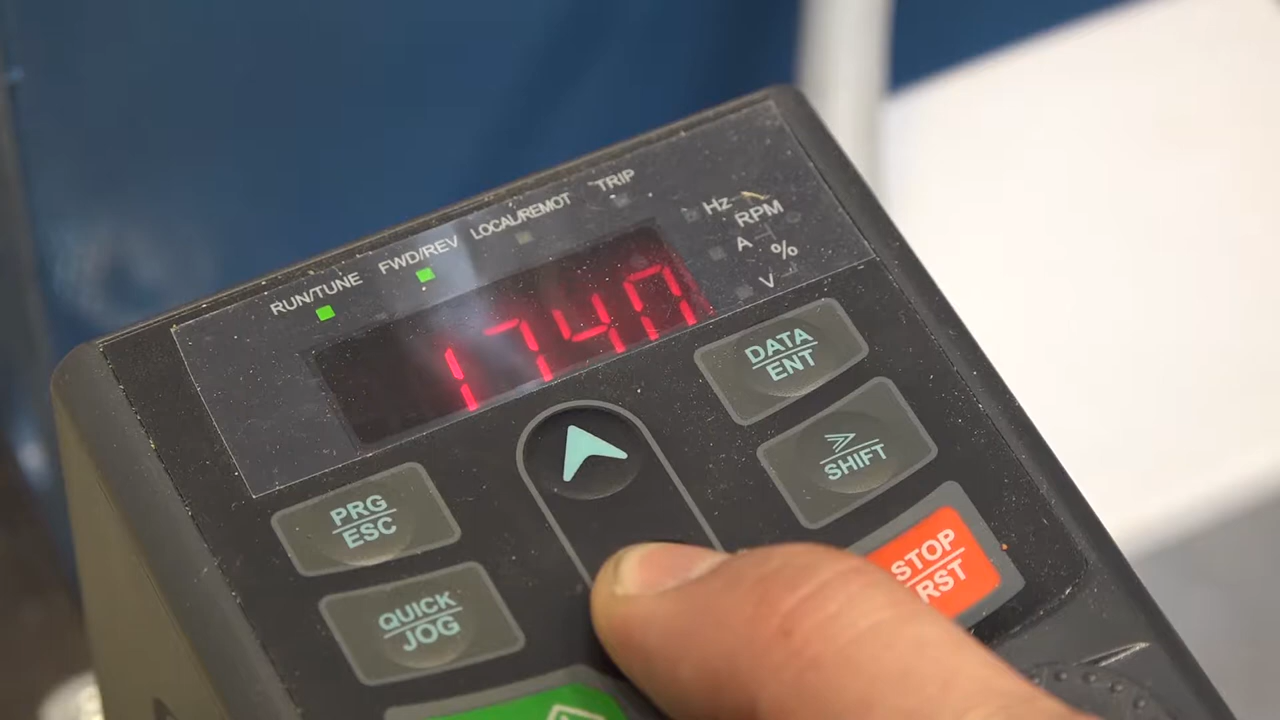 RUN/TUNE FWD/REV LOCAL/REMOT TRIP
Hz
RPM
A
%
V
1740
DATA
ENT
≫
SHIFT
PRG
ESC
STOP
RST
QUICK
JOG